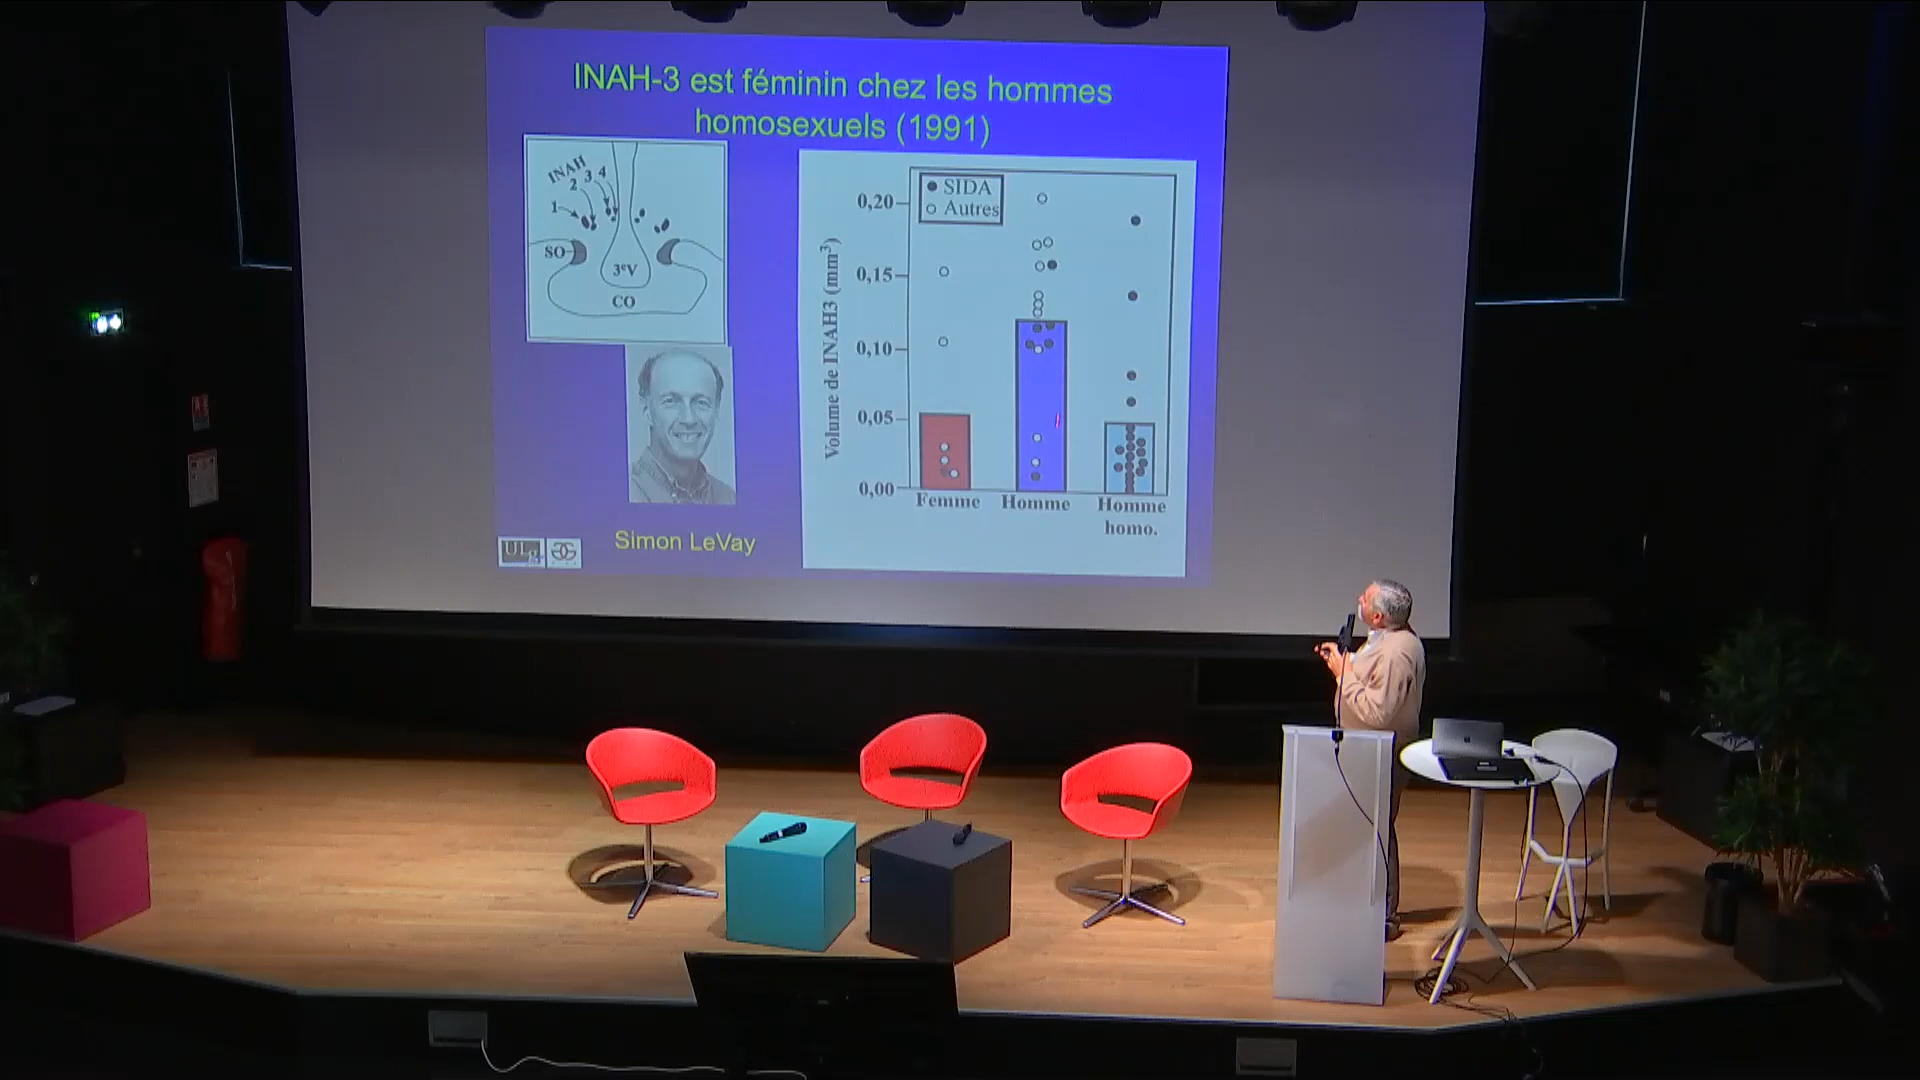 INAH-3 est féminin chez les hommes
homosexuels (1991)
INAH
2 3 4
1
SO
3eV
CO
Simon LeVay
ULg
SIDA
Autres
Volume de INAH3 (mm3)
0,20
0,15
0,10
0,05
0,00
Femme
Homme
Homme
homo.